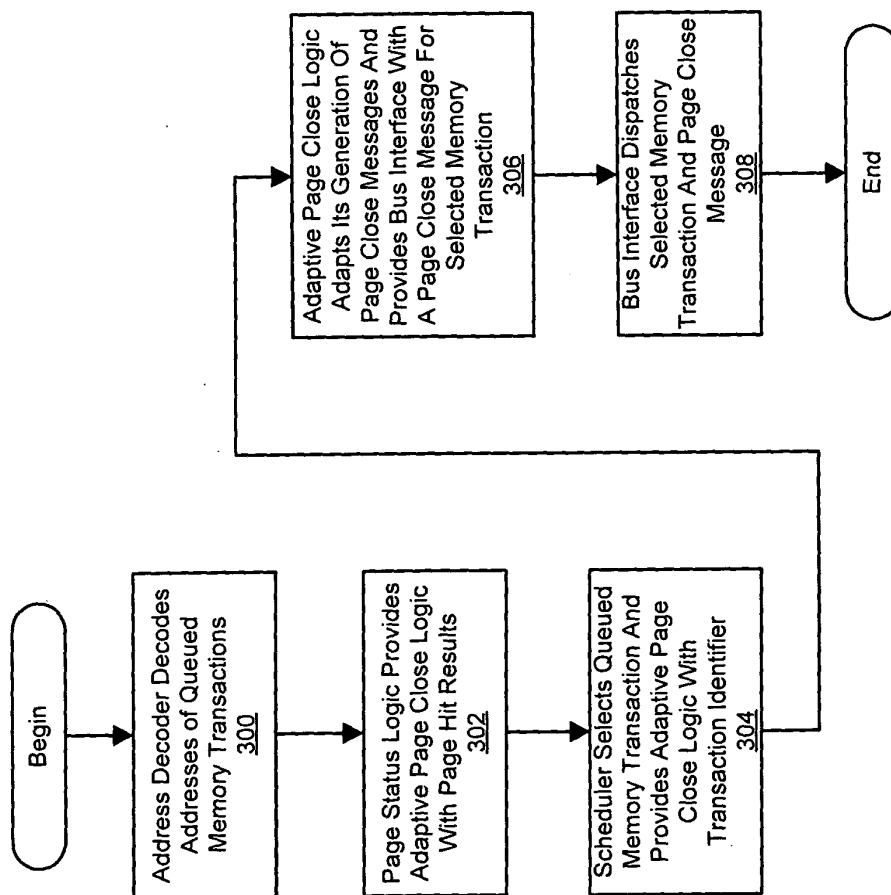 Begin
Address Decoder Decodes
Addresses of Queued
Memory Transactions
300
Page Status Logic Provides
Adaptive Page Close Logic
With Page Hit Results
302
Scheduler Selects Queued
Memory Transaction And
Provides Adaptive Page
Close Logic With
Transaction Identifier
304
Adaptive Page Close Logic
Adapts Its Generation Of
Page Close Messages And
Provides Bus Interface With
A Page Close Message For
Selected Memory
Transaction
306
Bus Interface Dispatches
Selected Memory
Transaction And Page Close
Message
308
End